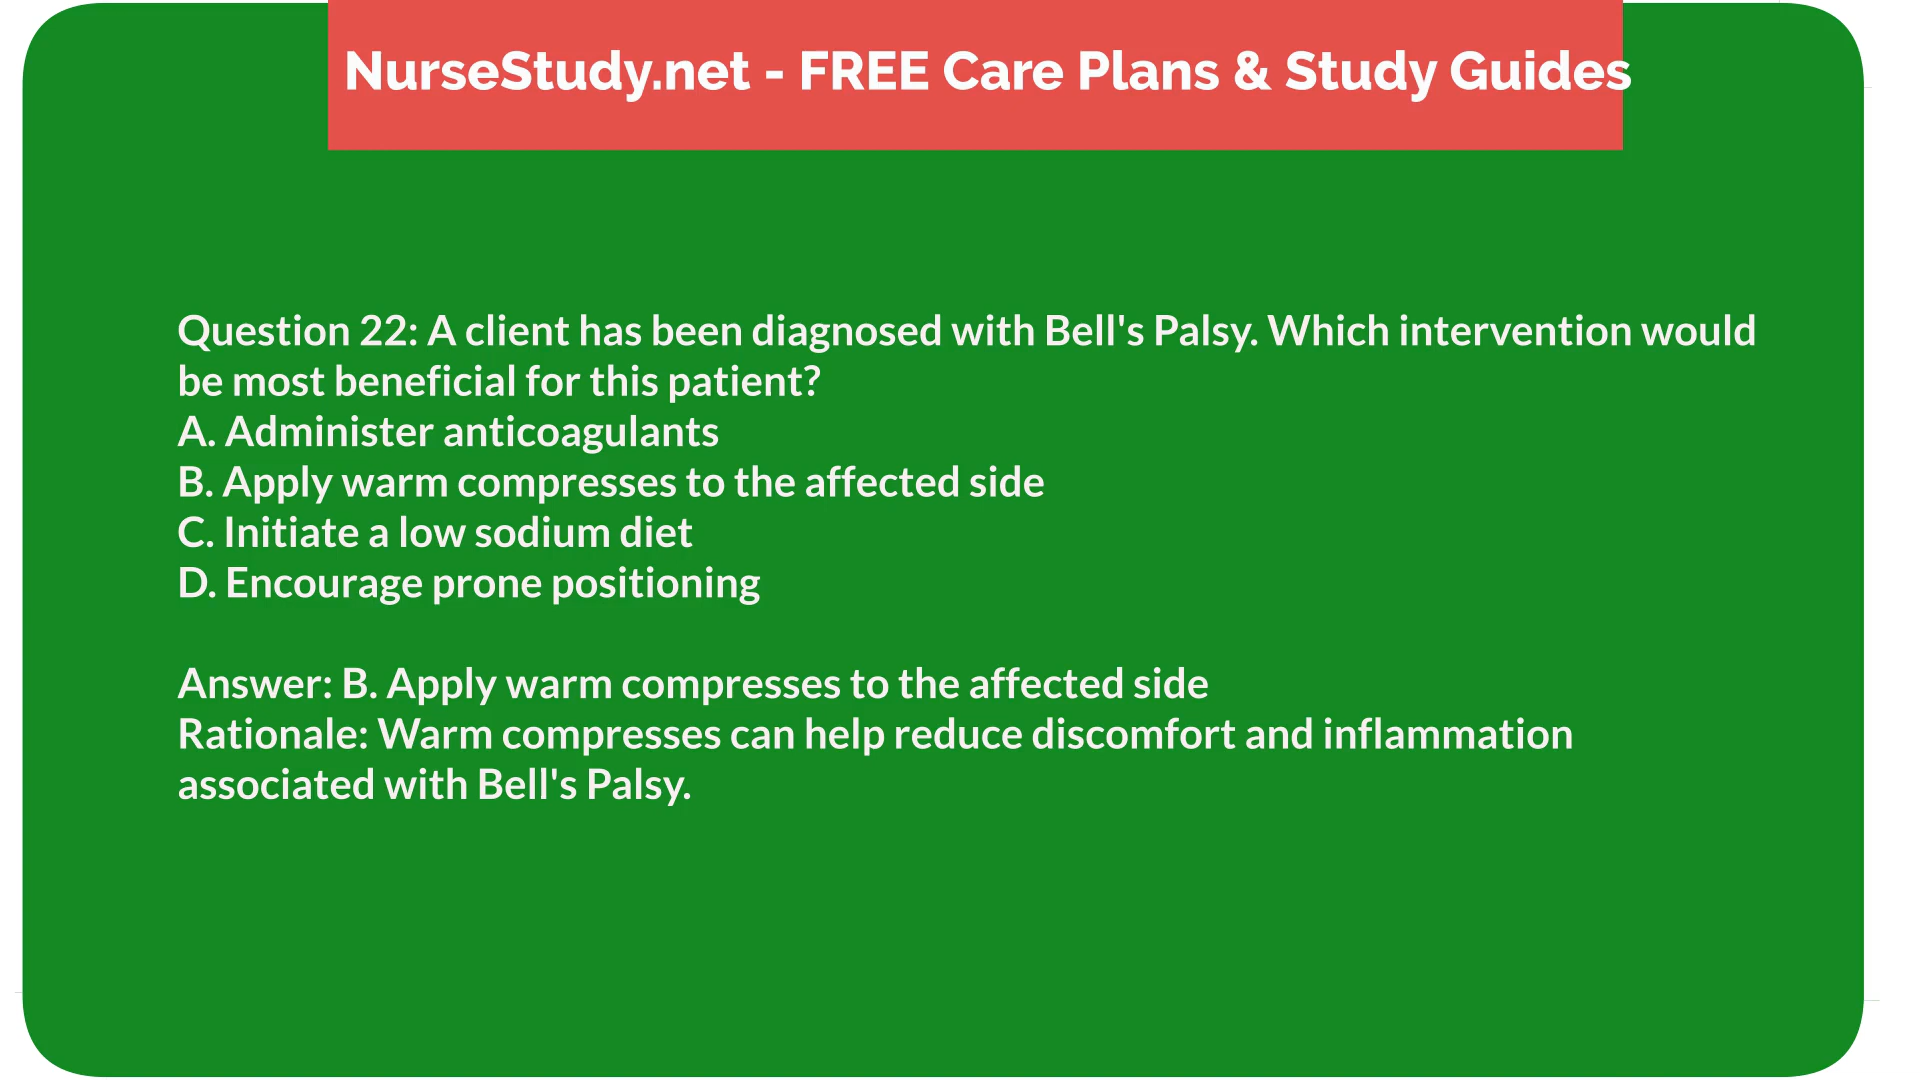 NurseStudy.net - FREE Care Plans & Study Guides
Question 22: A client has been diagnosed with Bell's Palsy. Which intervention would
be most beneficial for this patient?
A. Administer anticoagulants
B. Apply warm compresses to the affected side
C. Initiate a low sodium diet
D. Encourage prone positioning
Answer: B. Apply warm compresses to the affected side
Rationale: Warm compresses can help reduce discomfort and inflammation
associated with Bell's Palsy.